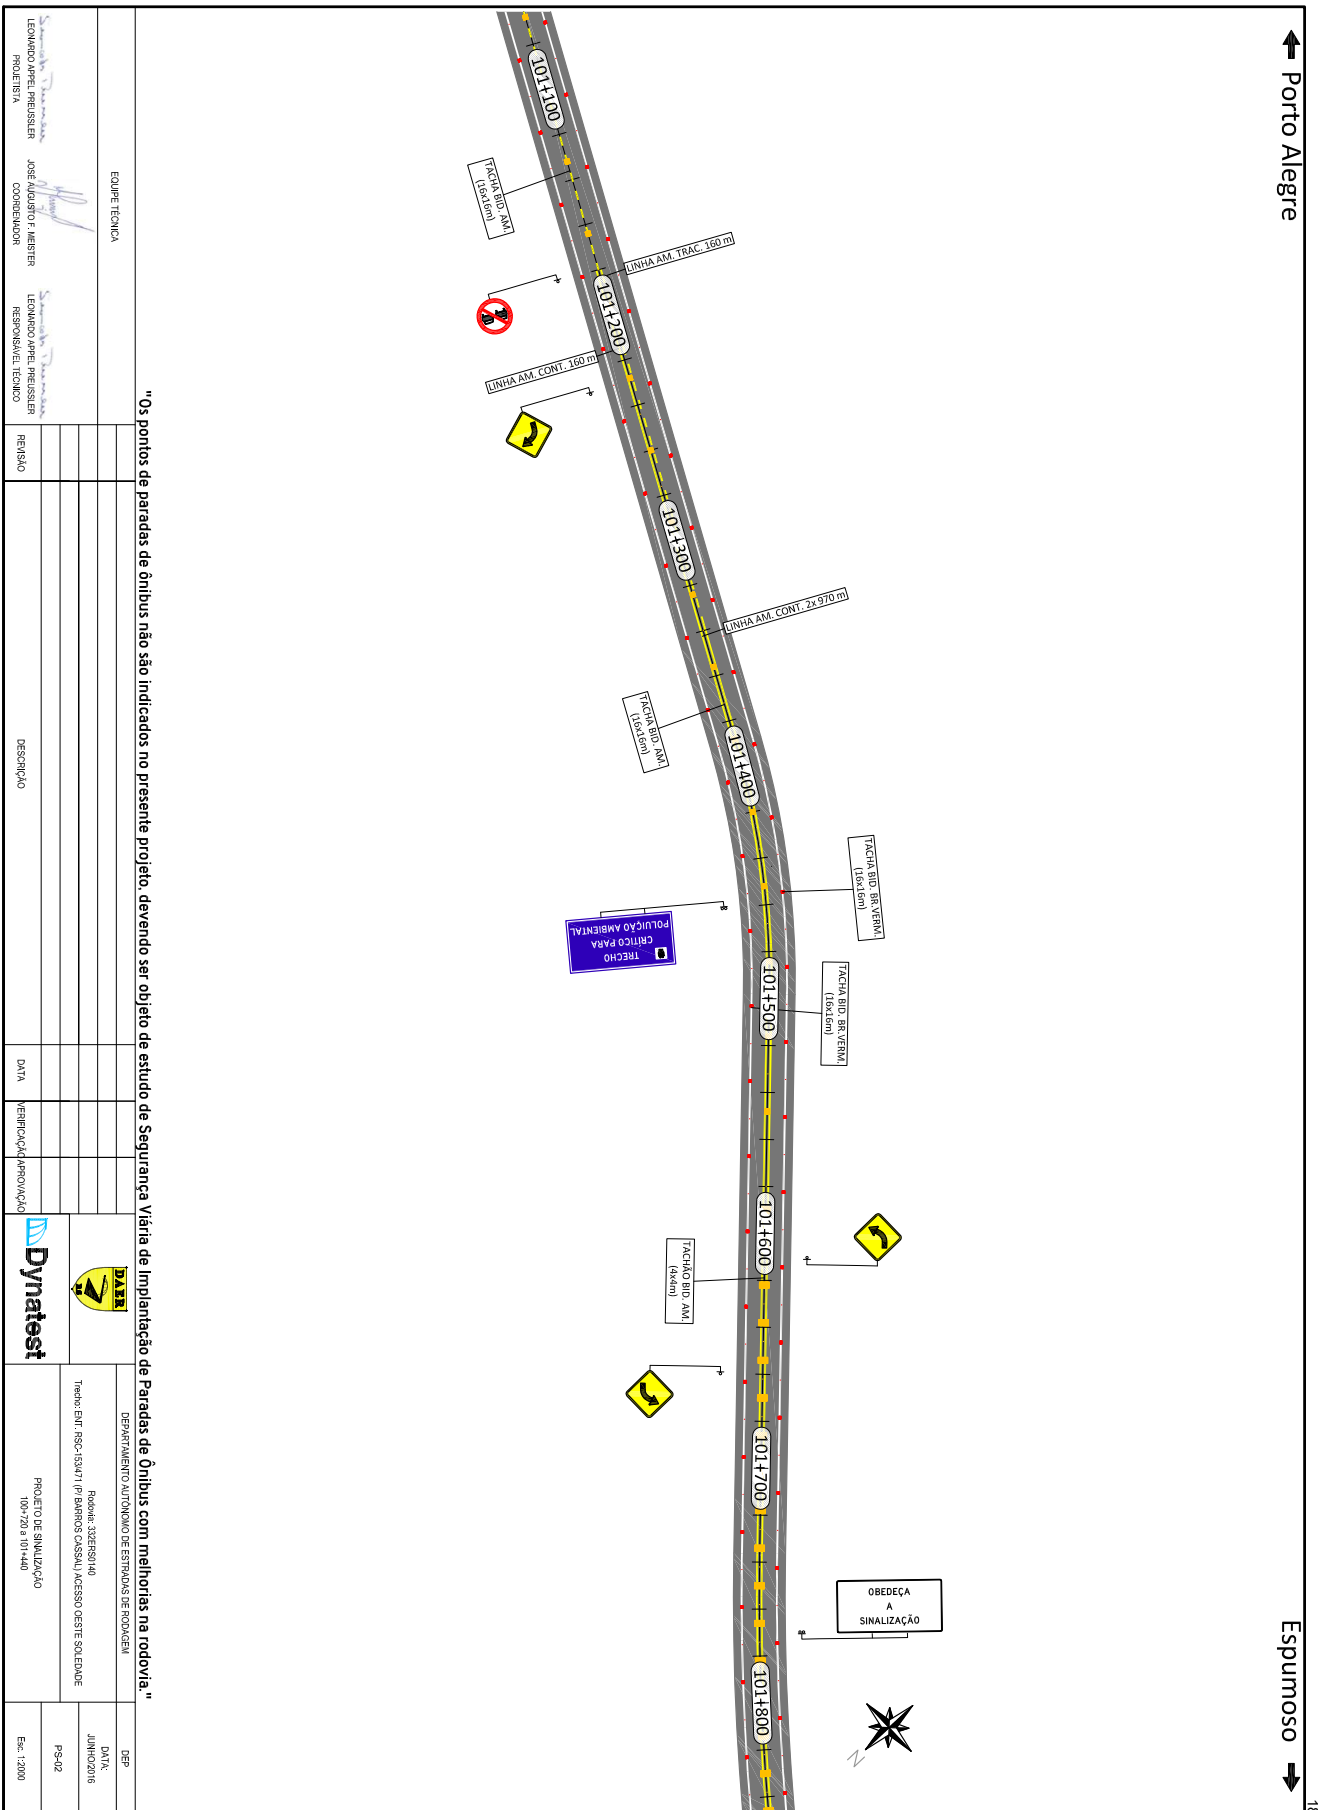 Porto Alegre
Espumoso
101+100
TACHA BID. AM.
(16x16m)
LINHA AM. TRAC. 160 m
101+200
LINHA AM. CONT. 160 m
101+300
LINHA AM. CONT. 2x 970 m
TACHA BID. AM.
(16x16m)
101+400
TACHA BID. BR.VERM.
(16x16m)
TRECHO
CRÍTICO PARA
POLUIÇÃO AMBIENTAL
TACHA BID. BR.VERM.
(16x16m)
101+500
101+600
TACHÃO BID. AM.
(4x4m)
101+700
OBEDEÇA
A
SINALIZAÇÃO
101+800
N
"Os pontos de paradas de ônibus não são indicados no presente projeto, devendo ser objeto de estudo de Segurança Viária de Implantação de Paradas de Ônibus com melhorias na rodovia."
EQUIPE TÉCNICA
LEONARDO APPEL PREUSSLER
PROJETISTA
JOSÉ AUGUSTO F. MEISTER
COORDENADOR
LEONARDO APPEL PREUSSLER
RESPONSÁVEL TÉCNICO
REVISÃO
DESCRIÇÃO
DATA
VERIFICAÇÃO
APROVAÇÃO
DAER
RS
Dynatest
DEPARTAMENTO AUTÔNOMO DE ESTRADAS DE RODAGEM
Rodovia: 332ERS0140
Trecho: ENT. RSC-153/471 (P/ BARROS CASSAL) ACESSO OESTE SOLEDADE
PROJETO DE SINALIZAÇÃO
100+720 a 101+440
DEP
DATA:
JUNHO/2016
PS-02
Esc. 1:2000